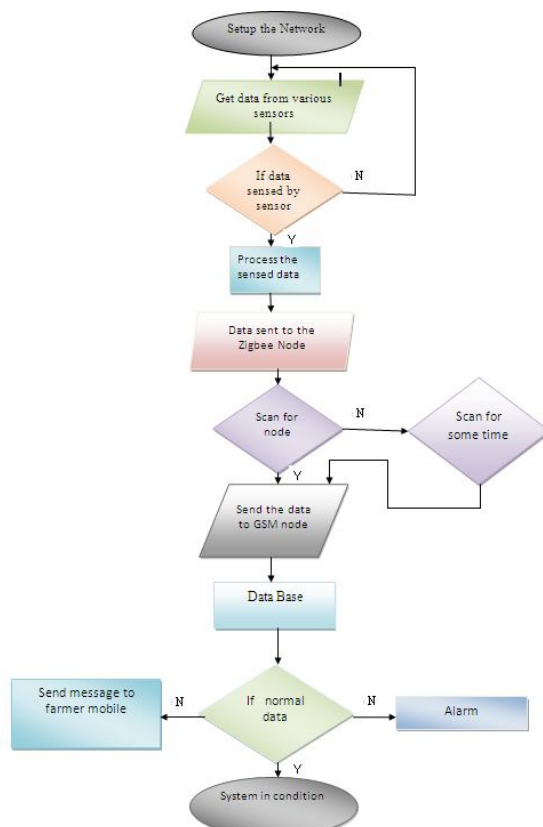 Setup the Network
Get data from various
sensors
If data
sensed by
sensor
N
Y
Process the
sensed data
Data sent to the
Zigbee Node
Scan for
node
N
Scan for
some time
Y
Send the data
to GSM node
Data Base
If normal
data
N
Send message to
farmer mobile
N
Alarm
Y
System in condition